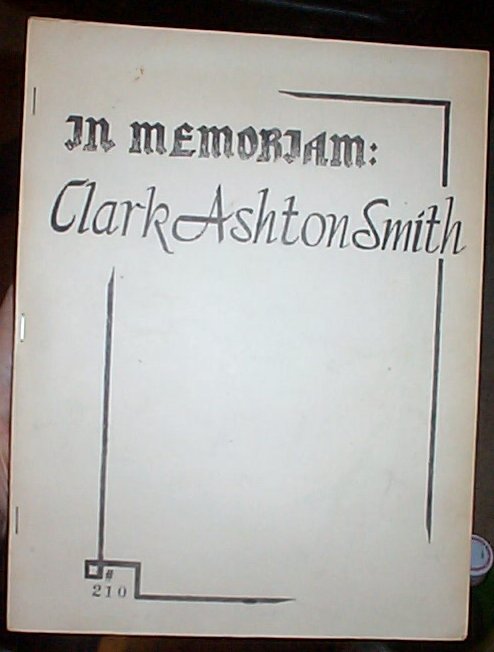 IN MEMORIAM:
Clark Ashton Smith
#
210